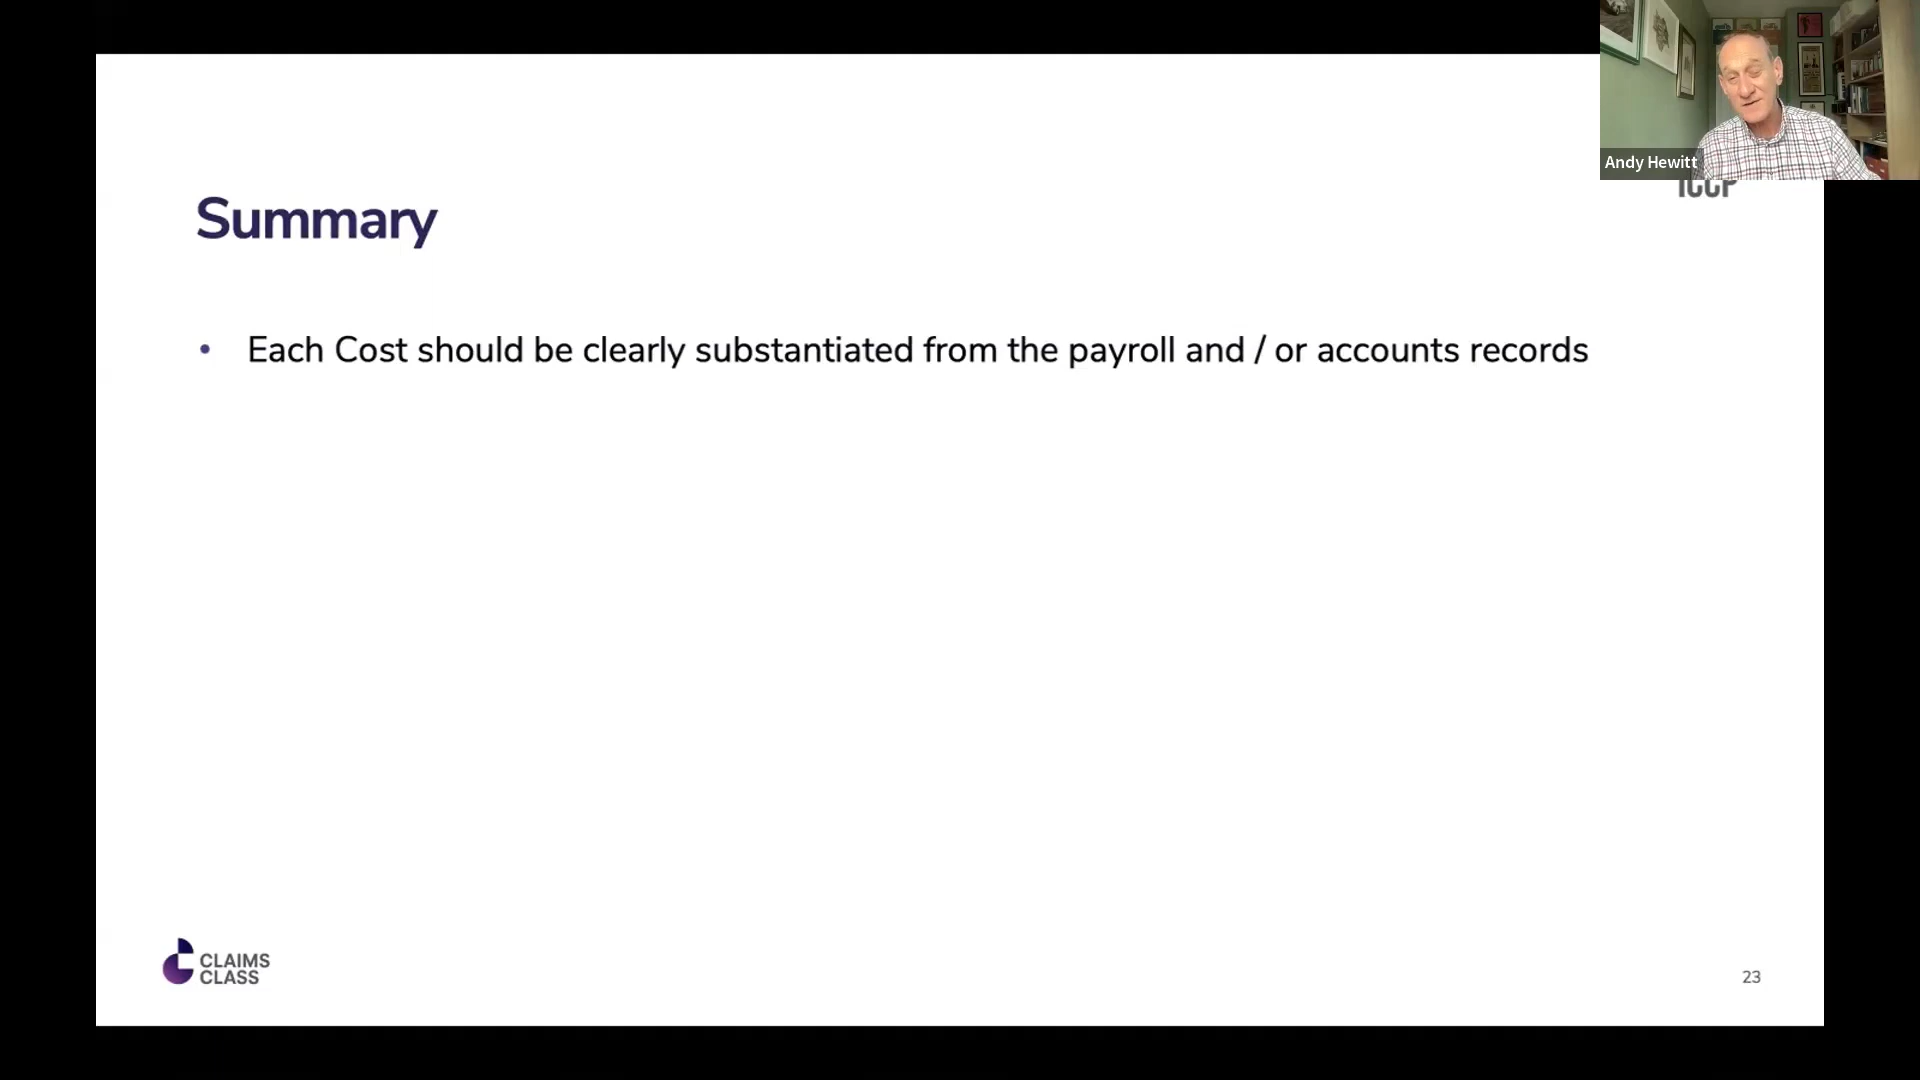 Andy Hewitt
Summary
• Each Cost should be clearly substantiated from the payroll and / or accounts records
CLAIMS
CLASS
23